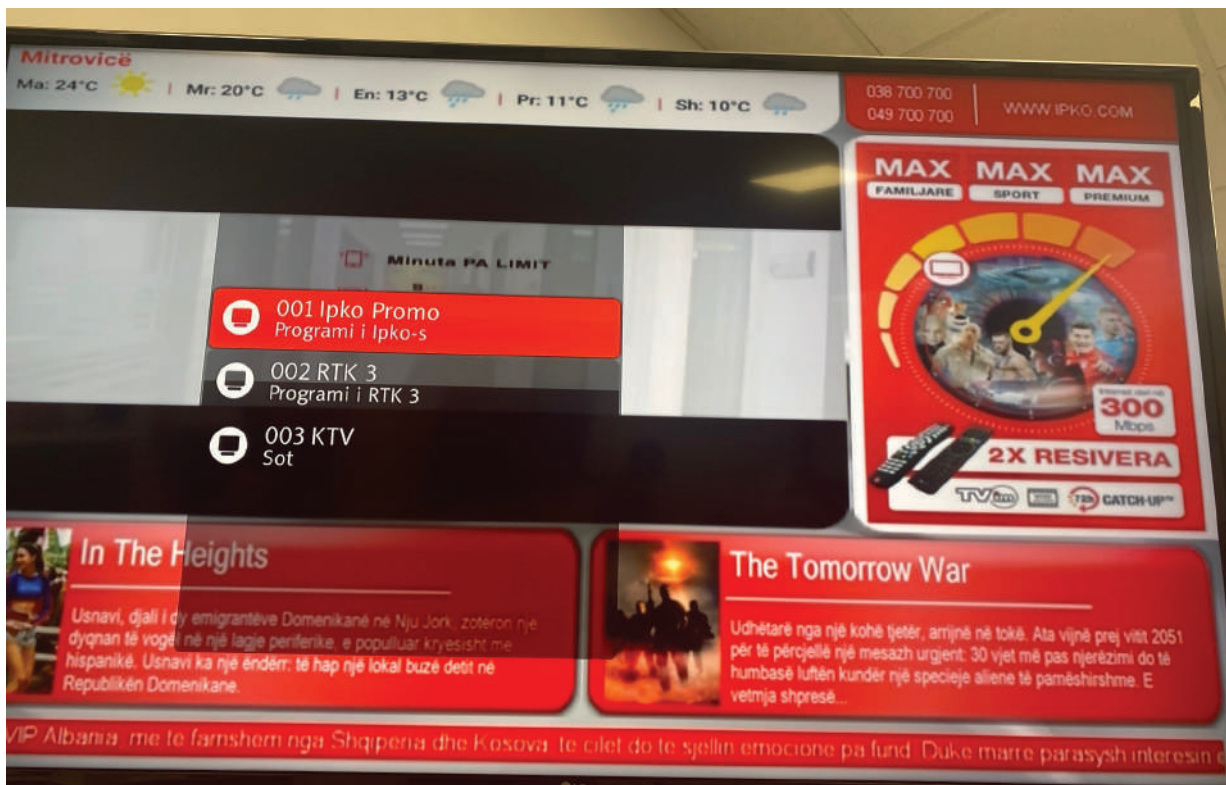 Mitrovicë
Ma: 24°C | Mr: 20°C | En: 13°C | Pr: 11°C | Sh: 10°C
038 700 700
049 700 700
WWW.IPKO.COM
MAX MAX MAX
FAMILJARE SPORT PREMIUM
Minuta PA LIMIT
001 Ipko Promo
Programi i Ipko-s
002 RTK 3
Programi i RTK 3
003 KTV
Sot
300
Mbps
2X RESIVERA
TVim
72h CATCH-UP
In The Heights
Usnavi, djali i dy emigrantëve Domenikanë në Nju Jork, zotëron një
dyqnan të vogël në një lagje periferike, e populluar kryesisht me
hispanikë. Usnavi ka një ëndërr: të hap një lokal buzë detit në
Republikën Domenikane.
The Tomorrow War
Udhëtarë nga një kohë tjetër, arrijnë në tokë. Ata vijnë prej vitit 2051
për të përcjellë një mesazh urgjent: 30 vjet më pas njerëzimi do të
humbasë luftën kundër një specieje aliene të pamëshirshme. E
vetmja shpresë...
VIP Albania me te famshem nga Shqiperia dhe Kosova te cilet do te sjellin emocione pa fund. Duke marre parasysh interesin